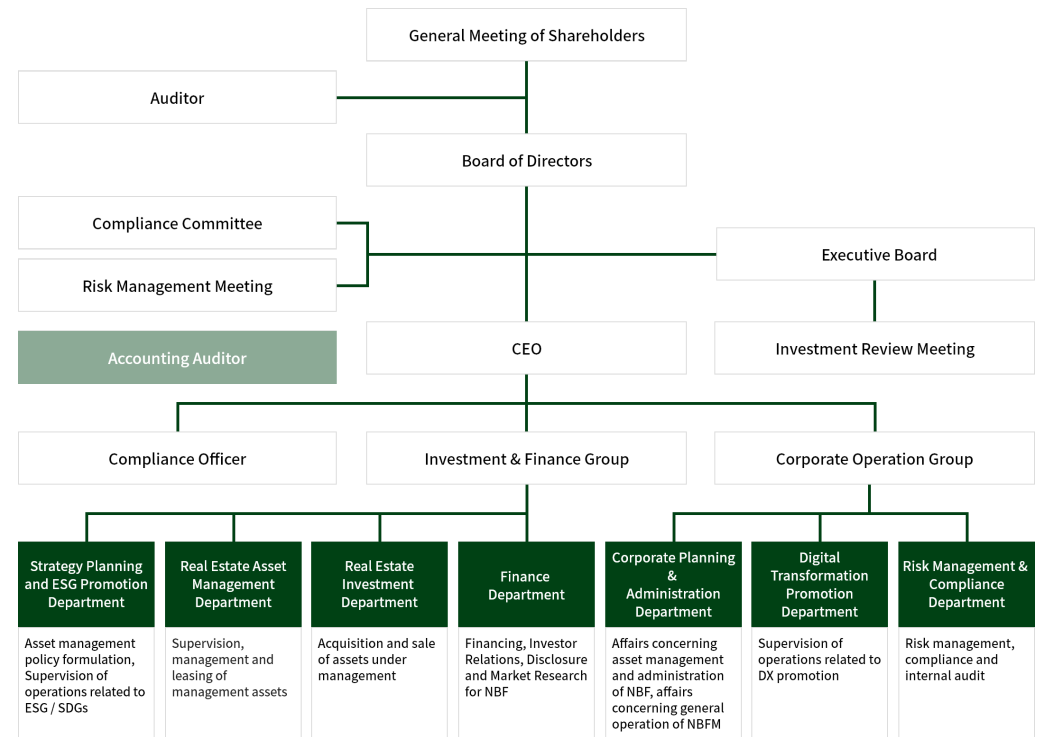 General Meeting of Shareholders
Auditor
Board of Directors
Compliance Committee
Executive Board
Risk Management Meeting
Accounting Auditor
CEO
Investment Review Meeting
Compliance Officer
Investment & Finance Group
Corporate Operation Group
Strategy Planning
and ESG Promotion
Department
Asset management
policy formulation,
Supervision of
operations related to
ESG / SDGs
Real Estate Asset
Management
Department
Supervision,
management and
leasing of
management assets
Real Estate
Investment
Department
Acquisition and sale
of assets under
management
Finance
Department
Financing, Investor
Relations, Disclosure
and Market Research
for NBF
Corporate Planning
&
Administration
Department
Affairs concerning
asset management
and administration
of NBF, affairs
concerning general
operation of NBFM
Digital
Transformation
Promotion
Department
Supervision of
operations related to
DX promotion
Risk Management &
Compliance
Department
Risk management,
compliance and
internal audit